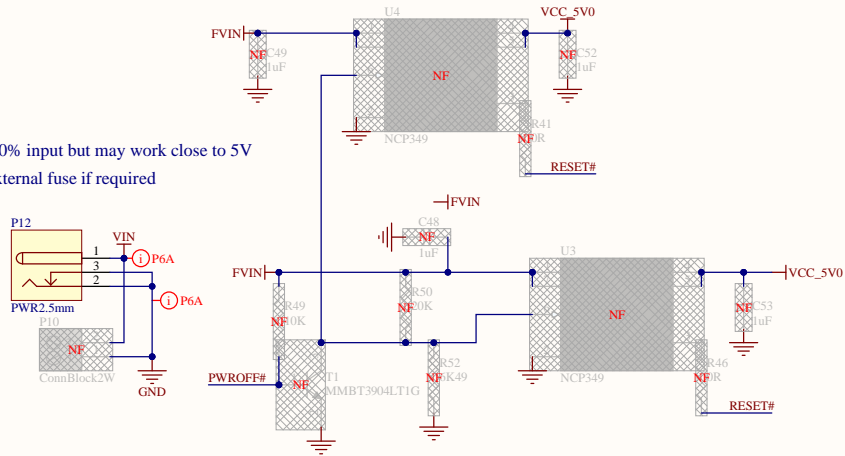 U4
VCC_5V0
FVIN
NF
C49
1uF
NF
NF
C52
1uF
NCP349
R41
NF
0R
RESET#
0% input but may work close to 5V
xternal fuse if required
FVIN
C48
NF
1uF
P12
VIN
1
3
2
i
P6A
i
P6A
PWR2.5mm
P10
NF
ConnBlock2W
GND
FVIN
R49
NF
10K
R50
NF
20K
U3
NF
NCP349
VCC_5V0
C53
NF
1uF
PWROFF#
T1
NF
MMBT3904LT1G
R52
NF
6K49
R46
NF
0R
RESET#